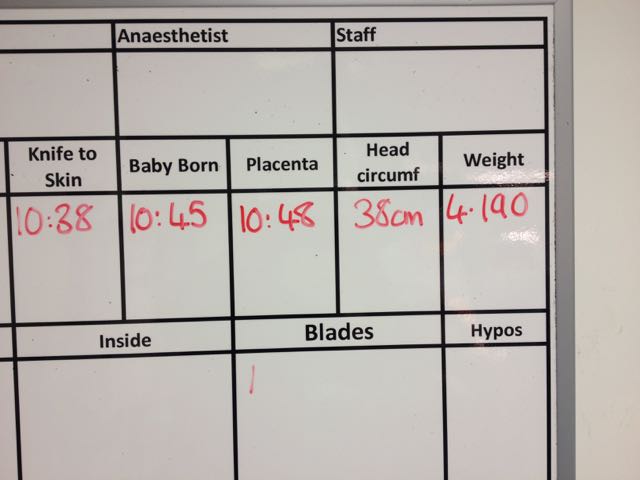 Anaesthetist
Staff
Knife to Skin
Baby Born
Placenta
Head circumf
Weight
10:38
10:45
10:48
38cm
4.190
Inside
Blades
Hypos
1